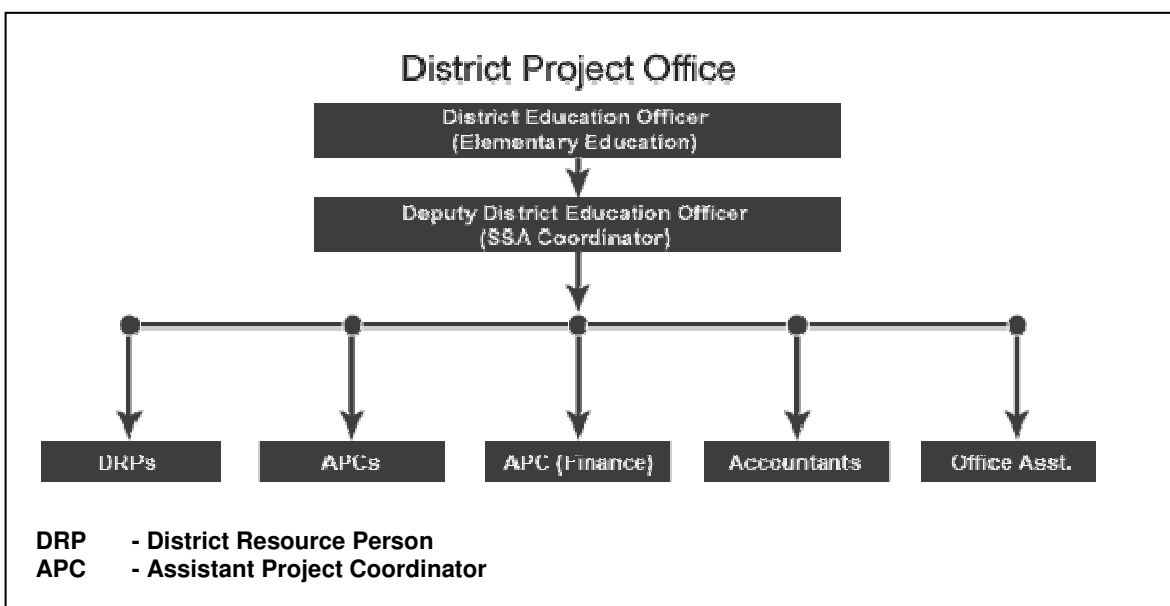 District Project Office
District Education Officer
(Elementary Education)
Deputy District Education Officer
(SSA Coordinator)
DRPs
APCs
APC (Finance)
Accountants
Office Asst.
DRP - District Resource Person
APC - Assistant Project Coordinator